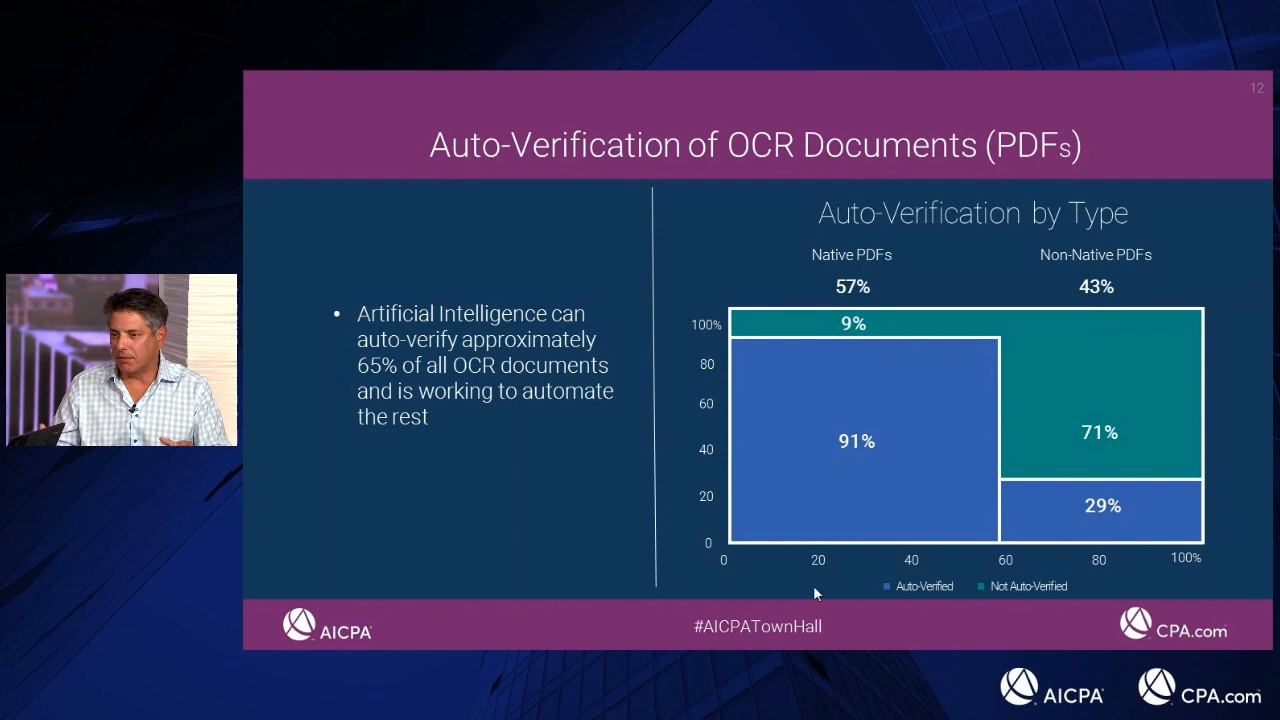 12
Auto-Verification of OCR Documents (PDFs)
• Artificial Intelligence can
auto-verify approximately
65% of all OCR documents
and is working to automate
the rest
Auto-Verification by Type
Native PDFs
Non-Native PDFs
57%
43%
100%
80
60
40
20
0
9%
91%
71%
29%
0
20
40
60
80
100%
Auto-Verified
Not Auto-Verified
AICPA
#AICPATownHall
CPA.com
AICPA
CPA.com